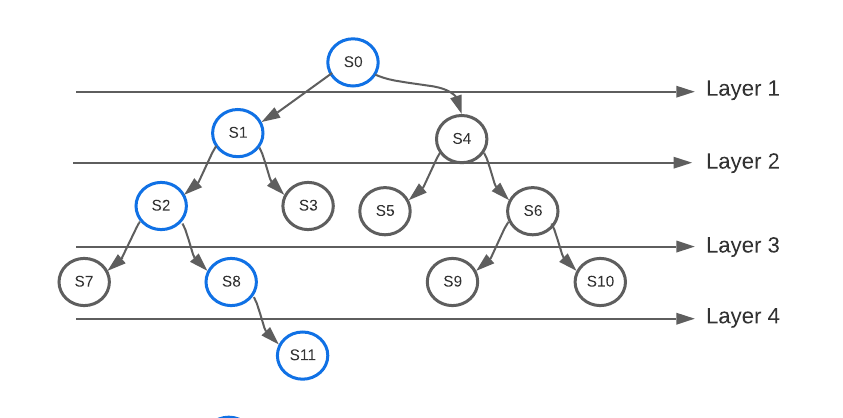 S0
Layer 1
S1
S4
Layer 2
S2
S3
S5
S6
Layer 3
S7
S8
S9
S10
Layer 4
S11